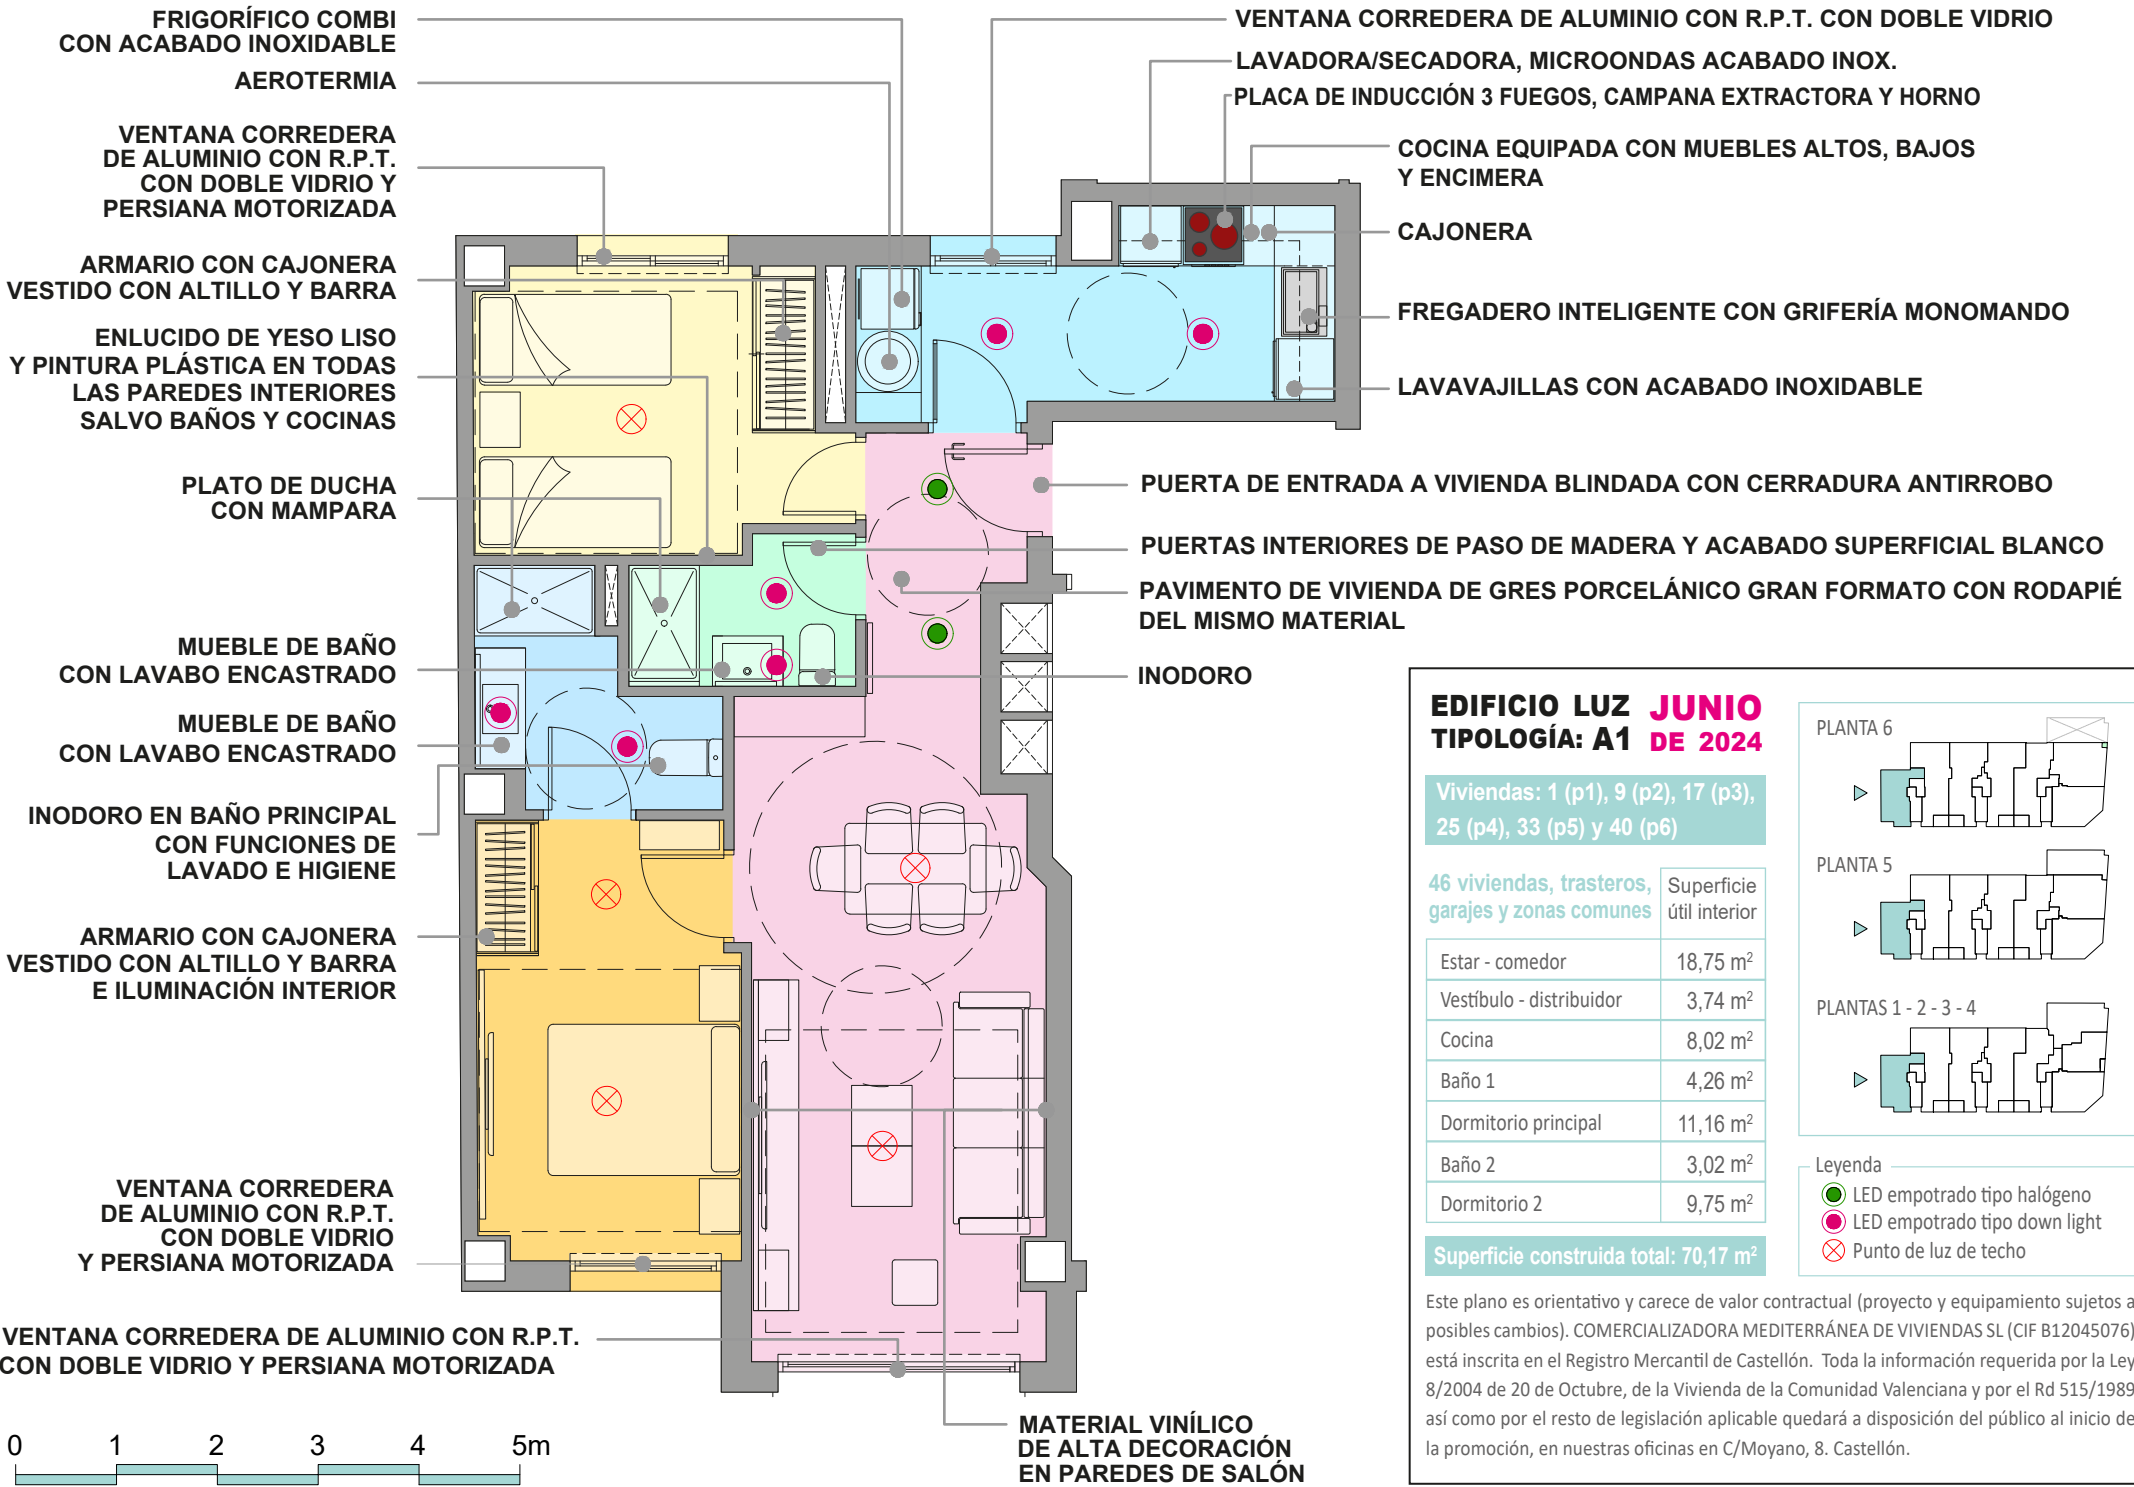 FRIGORÍFICO COMBI
CON ACABADO INOXIDABLE
AEROTERMIA
VENTANA CORREDERA
DE ALUMINIO CON R.P.T.
CON DOBLE VIDRIO Y
PERSIANA MOTORIZADA
ARMARIO CON CAJONERA
VESTIDO CON ALTILLO Y BARRA
ENLUCIDO DE YESO LISO
Y PINTURA PLÁSTICA EN TODAS
LAS PAREDES INTERIORES
SALVO BAÑOS Y COCINAS
PLATO DE DUCHA
CON MAMPARA
MUEBLE DE BAÑO
CON LAVABO ENCASTRADO
MUEBLE DE BAÑO
CON LAVABO ENCASTRADO
INODORO EN BAÑO PRINCIPAL
CON FUNCIONES DE
LAVADO E HIGIENE
ARMARIO CON CAJONERA
VESTIDO CON ALTILLO Y BARRA
E ILUMINACIÓN INTERIOR
VENTANA CORREDERA
DE ALUMINIO CON R.P.T.
CON DOBLE VIDRIO
Y PERSIANA MOTORIZADA
VENTANA CORREDERA DE ALUMINIO CON R.P.T.
CON DOBLE VIDRIO Y PERSIANA MOTORIZADA
0 1 2 3 4 5m
VENTANA CORREDERA DE ALUMINIO CON R.P.T. CON DOBLE VIDRIO
LAVADORA/SECADORA, MICROONDAS ACABADO INOX.
PLACA DE INDUCCIÓN 3 FUEGOS, CAMPANA EXTRACTORA Y HORNO
COCINA EQUIPADA CON MUEBLES ALTOS, BAJOS
Y ENCIMERA
CAJONERA
FREGADERO INTELIGENTE CON GRIFERÍA MONOMANDO
LAVAVAJILLAS CON ACABADO INOXIDABLE
PUERTA DE ENTRADA A VIVIENDA BLINDADA CON CERRADURA ANTIRROBO
PUERTAS INTERIORES DE PASO DE MADERA Y ACABADO SUPERFICIAL BLANCO
PAVIMENTO DE VIVIENDA DE GRES PORCELÁNICO GRAN FORMATO CON RODAPIÉ
DEL MISMO MATERIAL
INODORO
MATERIAL VINÍLICO
DE ALTA DECORACIÓN
EN PAREDES DE SALÓN
EDIFICIO LUZ JUNIO
TIPOLOGÍA: A1 DE 2024
Viviendas: 1 (p1), 9 (p2), 17 (p3),
25 (p4), 33 (p5) y 40 (p6)
46 viviendas, trasteros,
garajes y zonas comunes
Superficie
útil interior
Estar - comedor 18,75 m²
Vestíbulo - distribuidor 3,74 m²
Cocina 8,02 m²
Baño 1 4,26 m²
Dormitorio principal 11,16 m²
Baño 2 3,02 m²
Dormitorio 2 9,75 m²
Superficie construida total: 70,17 m²
PLANTA 6
PLANTA 5
PLANTAS 1 - 2 - 3 - 4
Leyenda
LED empotrado tipo halógeno
LED empotrado tipo down light
Punto de luz de techo
Este plano es orientativo y carece de valor contractual (proyecto y equipamiento sujetos a
posibles cambios). COMERCIALIZADORA MEDITERRÁNEA DE VIVIENDAS SL (CIF B12045076)
está inscrita en el Registro Mercantil de Castellón. Toda la información requerida por la Ley
8/2004 de 20 de Octubre, de la Vivienda de la Comunidad Valenciana y por el Rd 515/1989
así como por el resto de legislación aplicable quedará a disposición del público al inicio de
la promoción, en nuestras oficinas en C/Moyano, 8. Castellón.